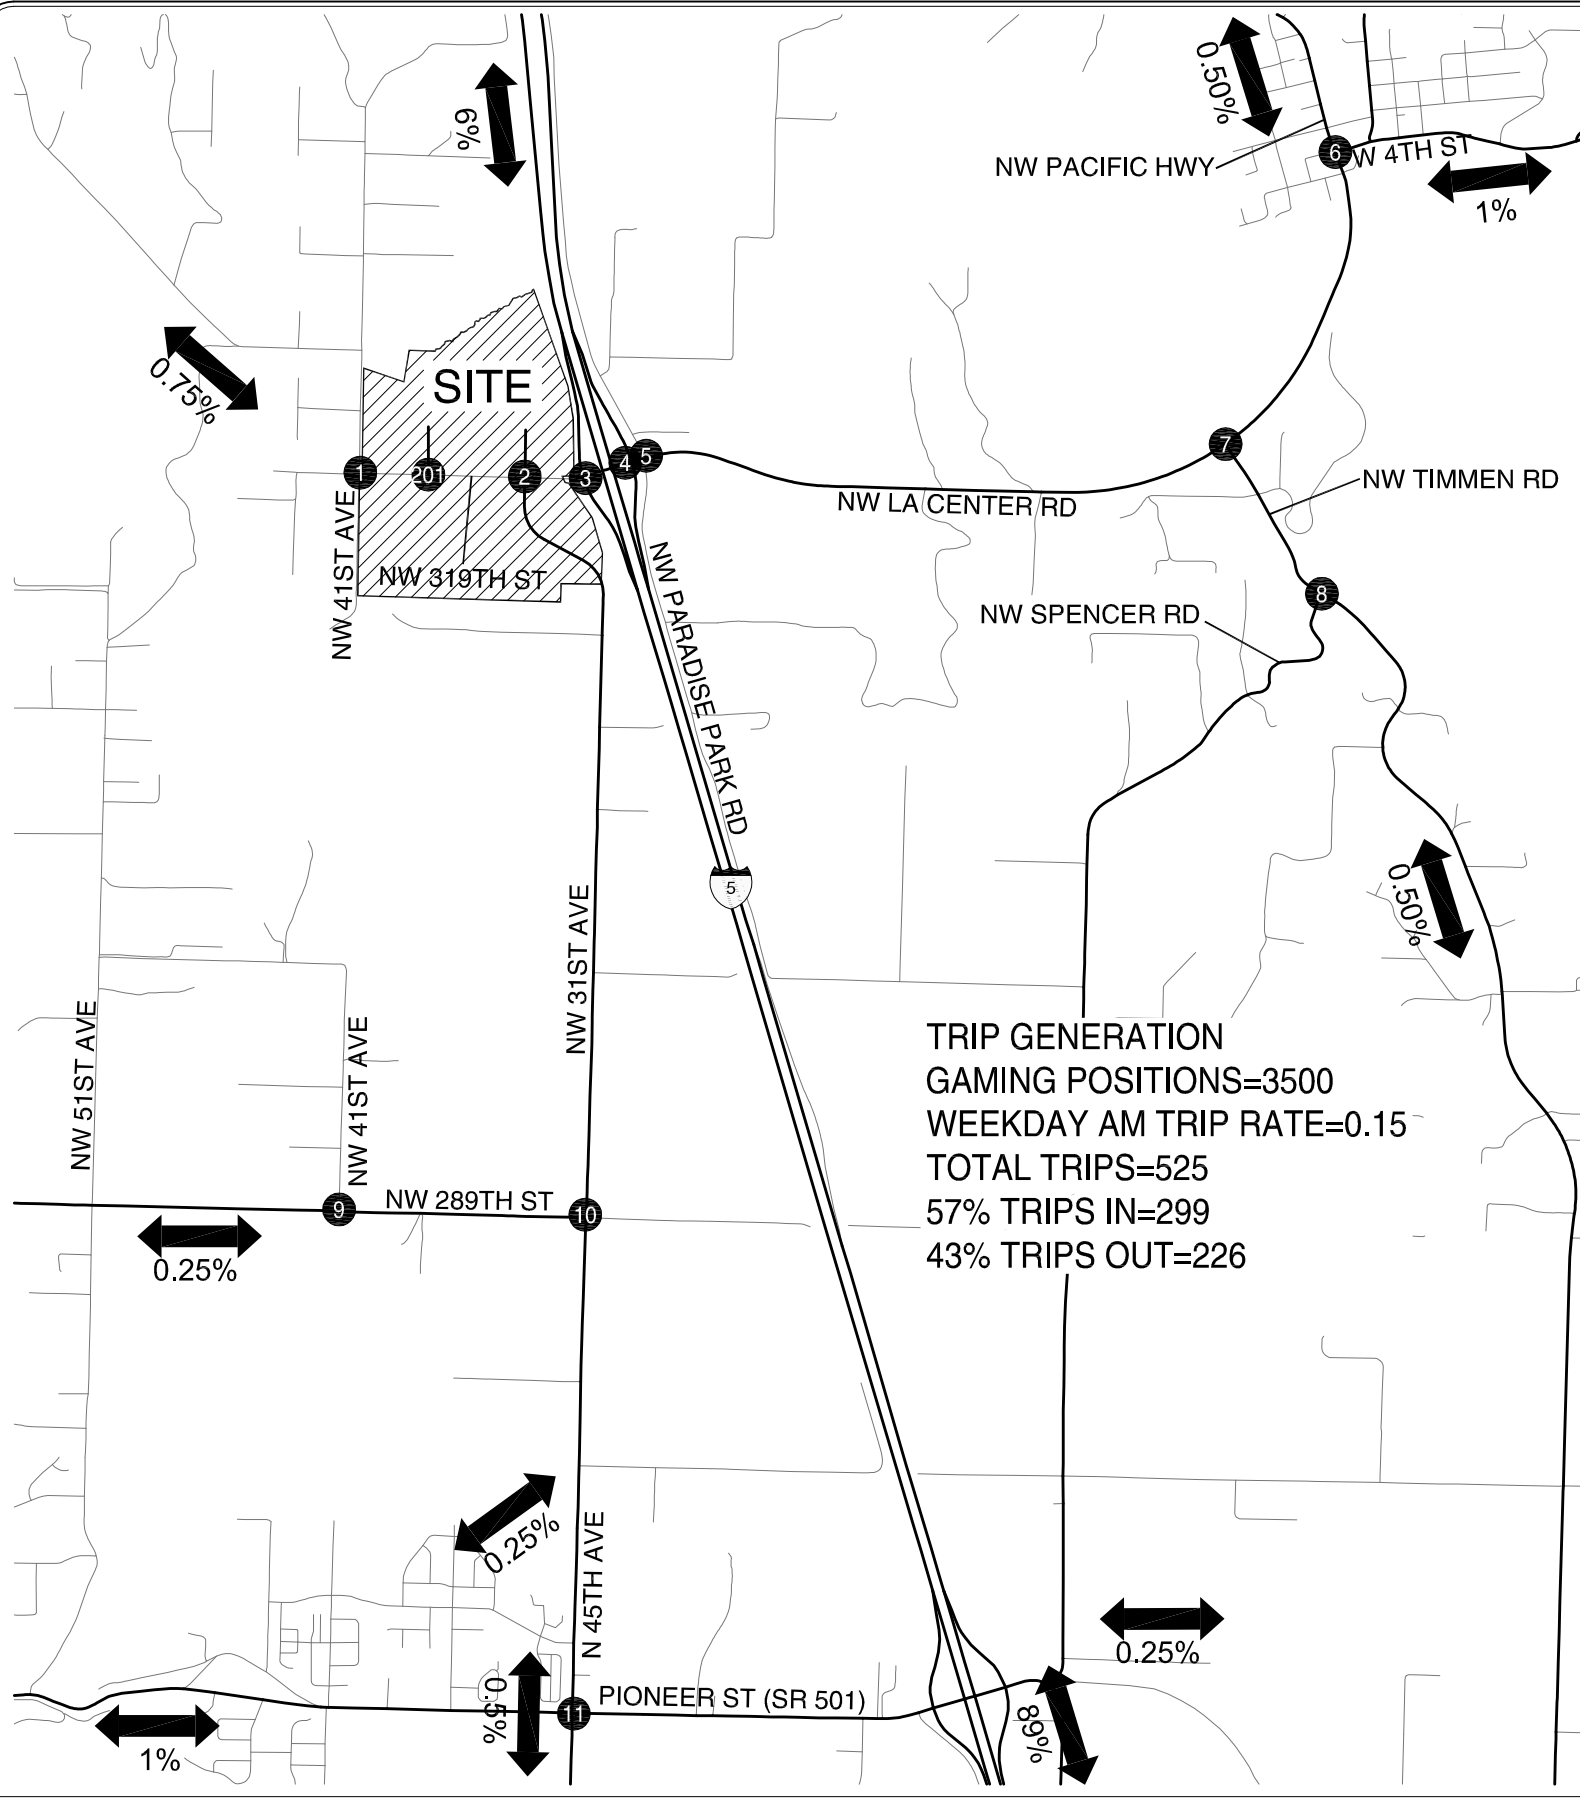 6%
0.50%
NW PACIFIC HWY
6
W 4TH ST
1%
0.75%
SITE
1
201
2
3
4
5
7
NW LA CENTER RD
NW TIMMEN RD
NW 41ST AVE
NW 319TH ST
NW PARADISE PARK RD
8
NW SPENCER RD
5
0.50%
NW 31ST AVE
NW 51ST AVE
NW 41ST AVE
TRIP GENERATION
GAMING POSITIONS=3500
WEEKDAY AM TRIP RATE=0.15
TOTAL TRIPS=525
57% TRIPS IN=299
43% TRIPS OUT=226
9
NW 289TH ST
10
0.25%
0.25%
N 45TH AVE
0.25%
0.5%
11
PIONEER ST (SR 501)
89%
1%